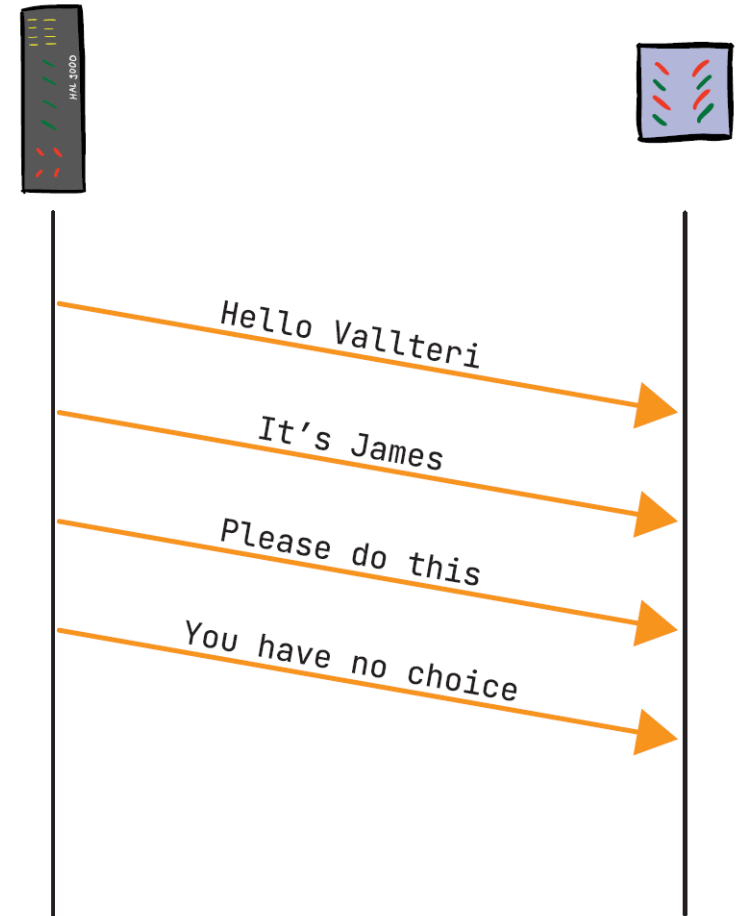 HAL 9000
Hello Vallteri
It’s James
Please do this
You have no choice